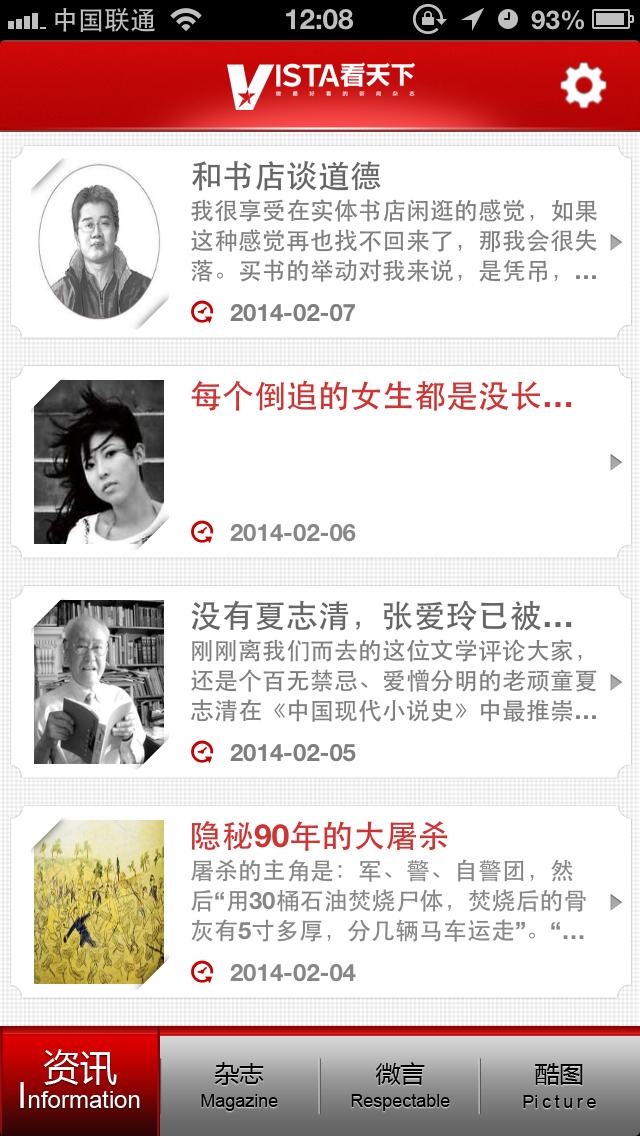 中国联通 12:08 93%
VISTA看天下
微最好看的新闻杂志
和书店谈道德
我很享受在实体书店闲逛的感觉，如果
这种感觉再也找不回来了，那我会很失
落。买书的举动对我来说，是凭吊，...
2014-02-07
每个倒追的女生都是没长...
2014-02-06
没有夏志清，张爱玲已被...
刚刚离我们而去的这位文学评论大家，
还是个百无禁忌、爱憎分明的老顽童夏
志清在《中国现代小说史》中最推崇...
2014-02-05
隐秘90年的大屠杀
屠杀的主角是：军、警、自警团，然
后“用30桶石油焚烧尸体，焚烧后的骨
灰有5寸多厚，分几辆马车运走”。“...
2014-02-04
资讯 杂志 微言 酷图
Information Magazine Respectable Picture